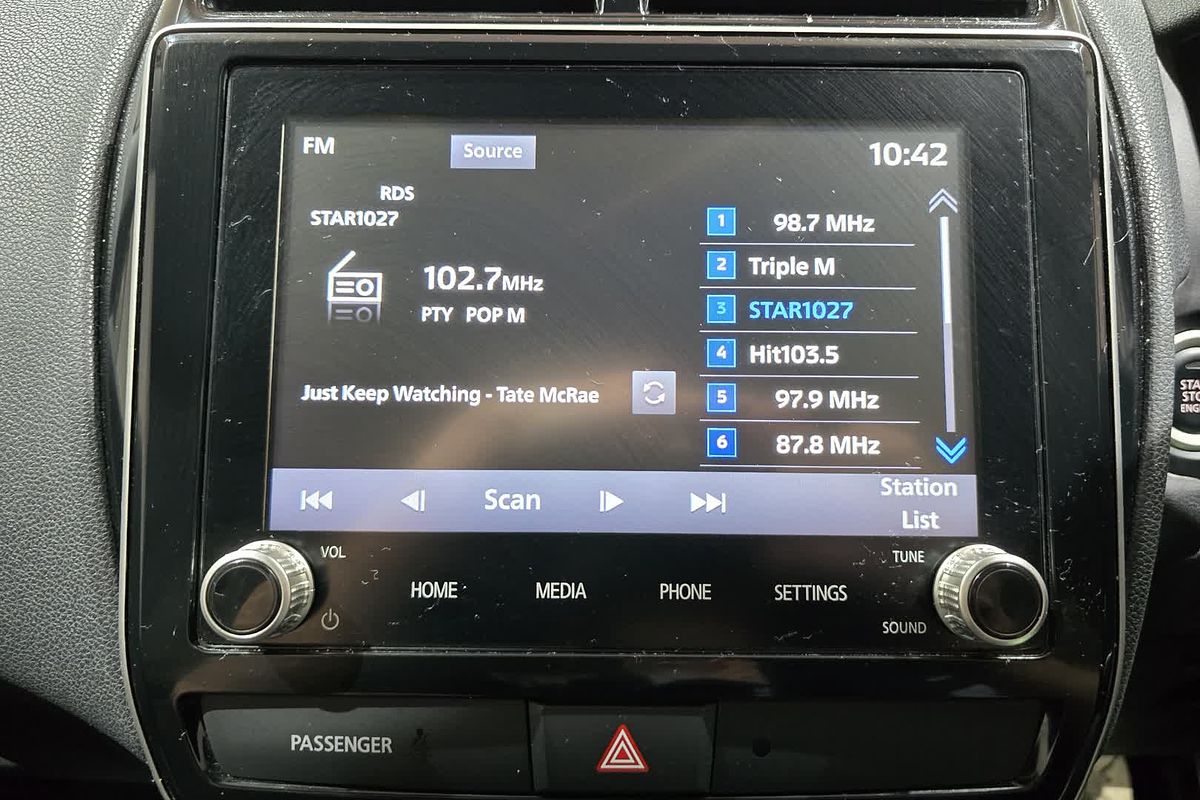 FM
Source
10:42
RDS
STAR1027
102.7MHz
PTY POP M
Just Keep Watching - Tate McRae
1 98.7 MHz
2 Triple M
3 STAR1027
4 Hit103.5
5 97.9 MHz
6 87.8 MHz
Scan
Station
List
VOL
HOME
MEDIA
PHONE
SETTINGS
TUNE
SOUND
PASSENGER